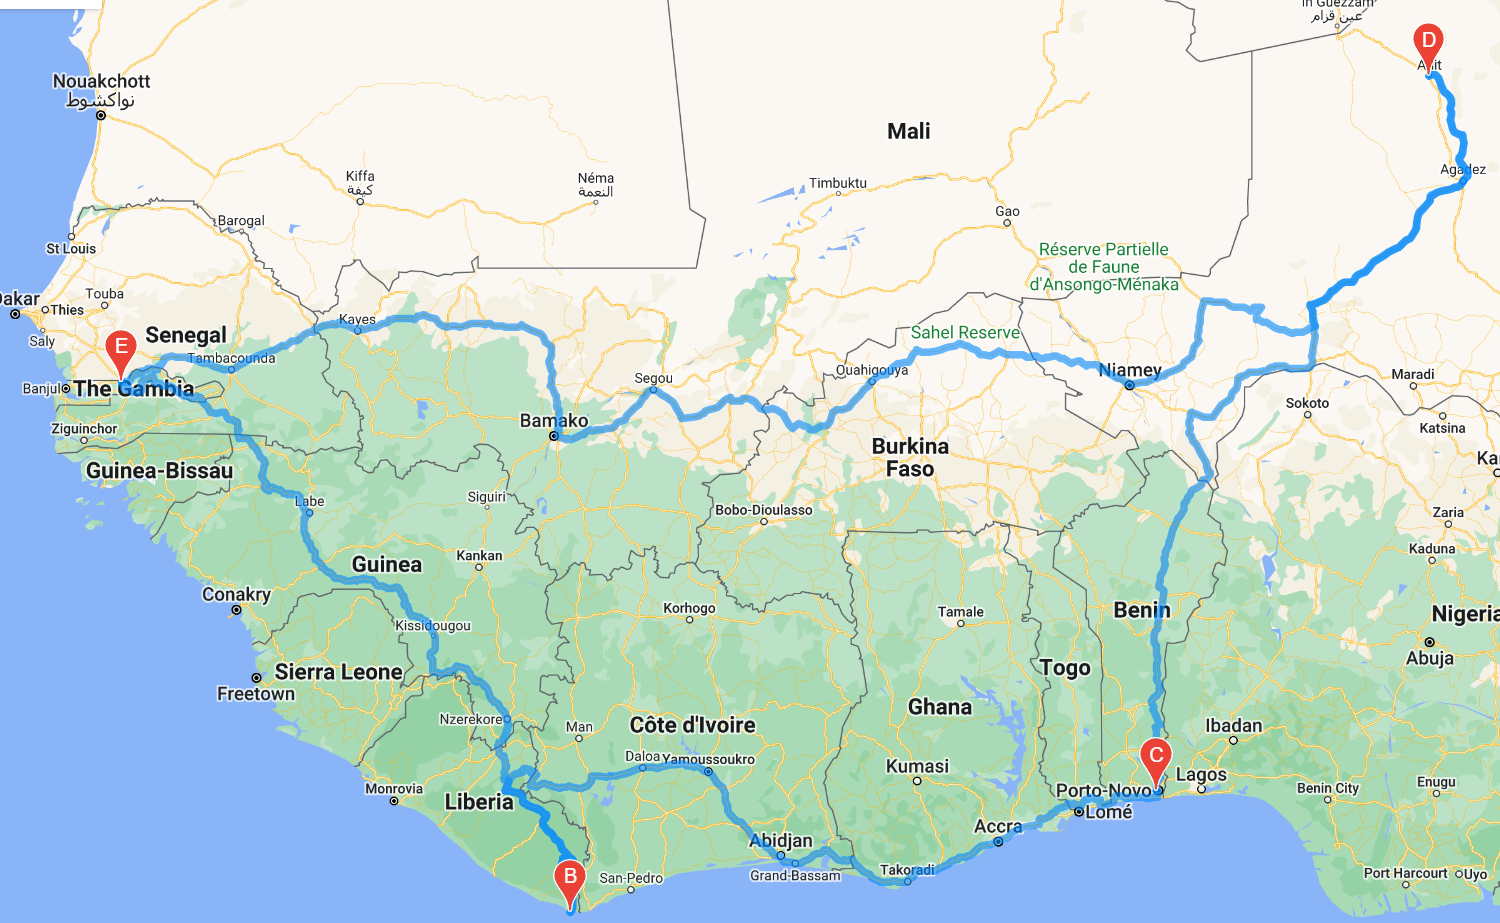 In Guezzam
عين قزام
D
Nouakchott
نواكشوط
Mali
Agadez
Kiffa
كيفة
Néma
النعمة
Timbuktu
Gao
Barogal
St Louis
Réserve Partielle
de Faune
d'Ansongo-Ménaka
Touba
Dakar
Thies
Saly
Senegal
Kayes
Sahel Reserve
E
Tambacounda
Banjul
The Gambia
Segou
Ouahigouya
Niamey
Maradi
Sokoto
Katsina
Ziguinchor
Bamako
Burkina
Faso
Guinea-Bissau
Labe
Siguiri
Bobo-Dioulasso
Zaria
Kaduna
Guinea
Kankan
Conakry
Korhogo
Tamale
Benin
Nigeria
Kissidougou
Abuja
Sierra Leone
Freetown
Togo
Nzerekore
Man
Côte d'Ivoire
Ghana
Ibadan
Daloa
Yamoussoukro
Kumasi
C
Lagos
Monrovia
Liberia
Porto-Novo
Lomé
Benin City
Enugu
Abidjan
Accra
Grand-Bassam
Takoradi
B
San-Pedro
Port Harcourt
Uyo